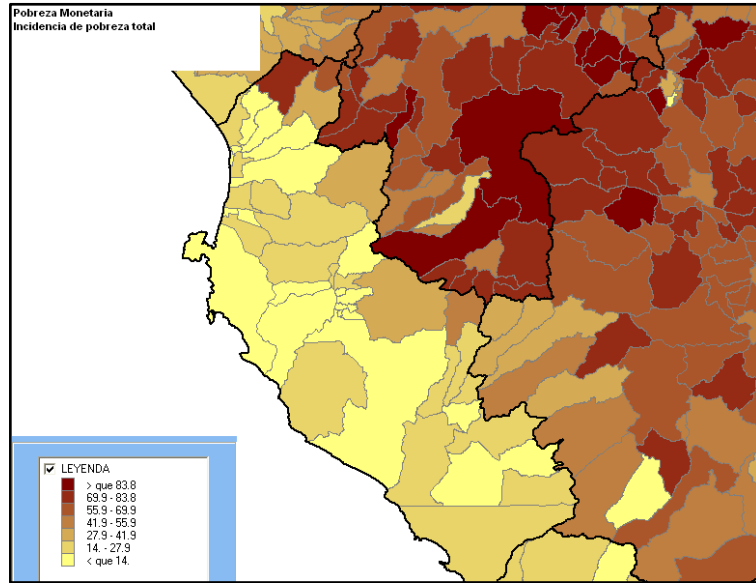 Pobreza Monetaria
Incidencia de pobreza total
LEYENDA
> que 83.8
69.9 - 83.8
55.9 - 69.9
41.9 - 55.9
27.9 - 41.9
14. - 27.9
< que 14.